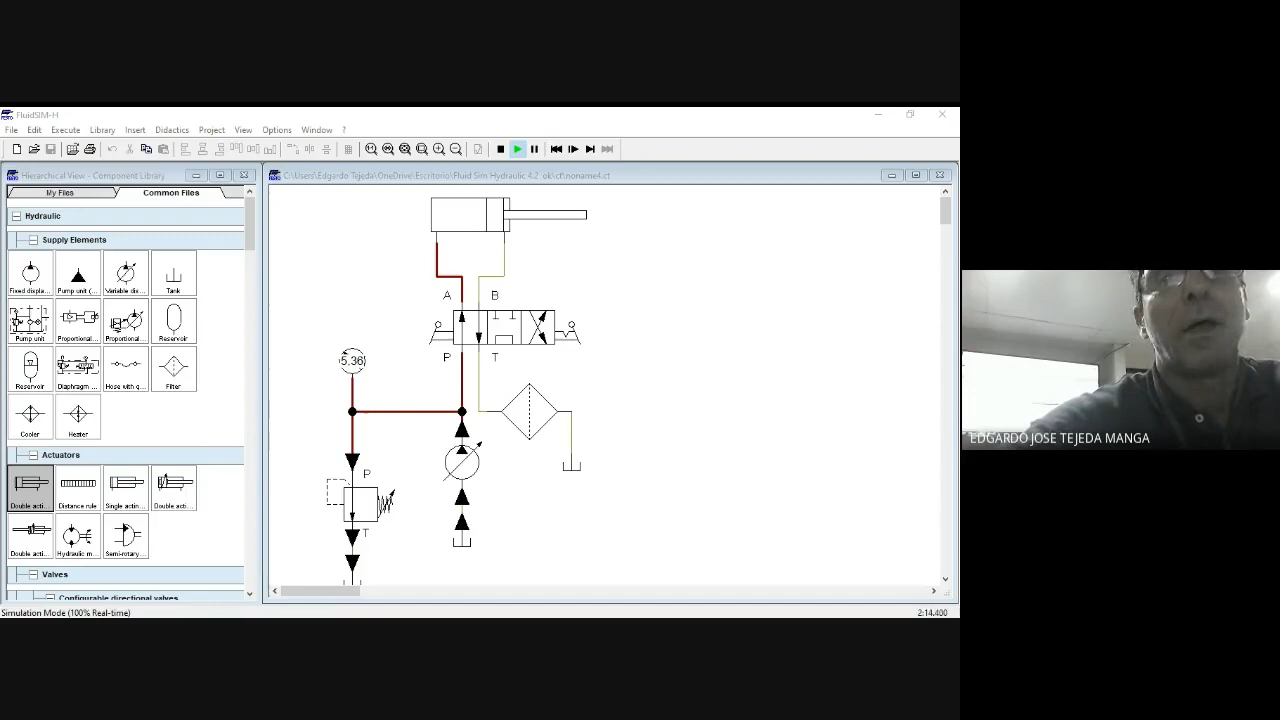 FluidSIM-H
File Edit Execute Library Insert Didactics Project View Options Window ?
Hierarchical View - Component Library
C:\Users\Edgardo Tejeda\OneDrive\Escritorio\Fluid Sim Hydraulic 4.2 ok\ct\noname4.ct
My Files Common Files
Hydraulic
Supply Elements
Fixed displa... Pump unit (... Variable dis... Tank
Pump unit Proportional... Proportional... Reservoir
Reservoir Diaphragm ... Hose with q... Filter
Cooler Heater
Actuators
Double acti... Distance rule Single actin... Double acti...
Double acti... Hydraulic m... Semi-rotary...
Valves
Configurable directional valves
A B
P T
5.36
P
T
Simulation Mode (100% Real-time) 2:14.400
EDGARDO JOSE TEJEDA MANGA